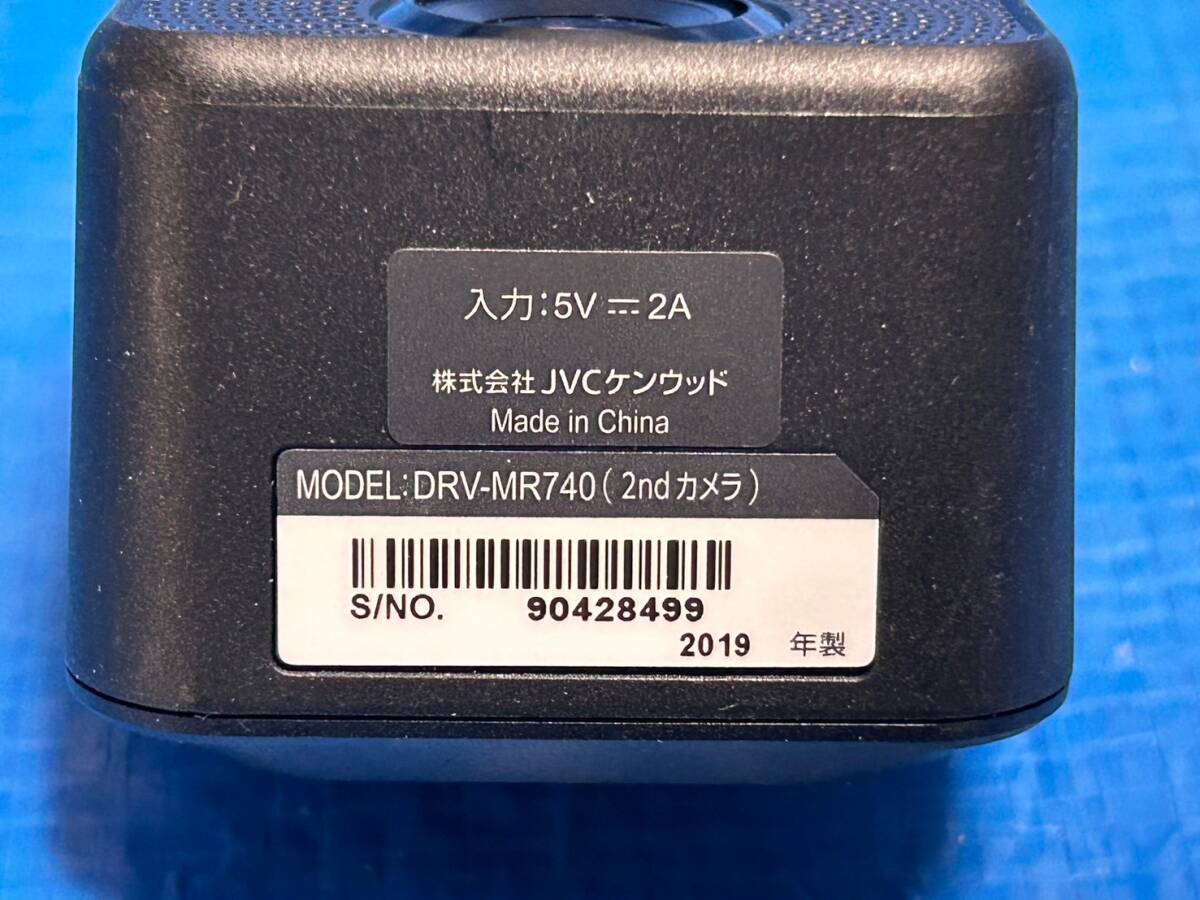 入力:5V⎓2A
株式会社JVCケンウッド
Made in China
MODEL:DRV-MR740(2ndカメラ)
S/NO. 90428499
2019 年製